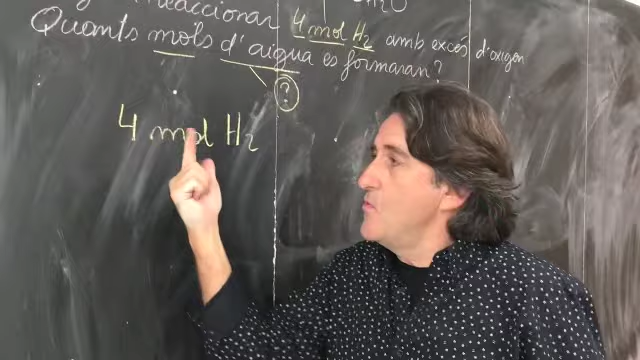 reaccionar 4 mol H₂ amb excés d'oxigen
Quants mols d'aigua es formaran?
?
4 mol H₂